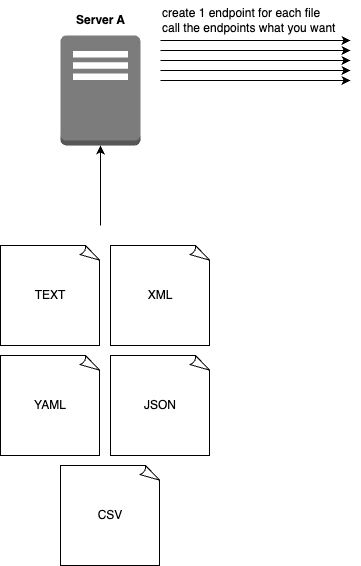 Server A
create 1 endpoint for each file
call the endpoints what you want
TEXT
XML
YAML
JSON
CSV